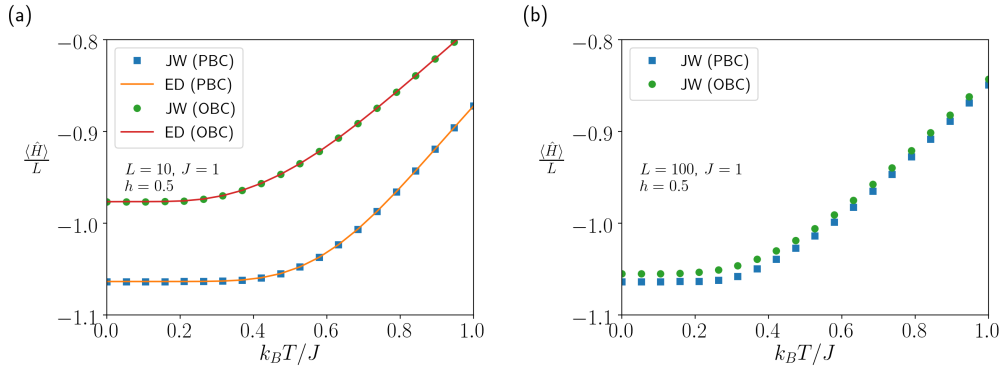 (a)
−0.8
−0.9
−1.0
−1.1
⟨Ĥ⟩/L
JW (PBC)
ED (PBC)
JW (OBC)
ED (OBC)
L = 10, J = 1
h = 0.5
0.0 0.2 0.4 0.6 0.8 1.0
k_BT/J
(b)
−0.8
−0.9
−1.0
−1.1
⟨Ĥ⟩/L
JW (PBC)
JW (OBC)
L = 100, J = 1
h = 0.5
0.0 0.2 0.4 0.6 0.8 1.0
k_BT/J